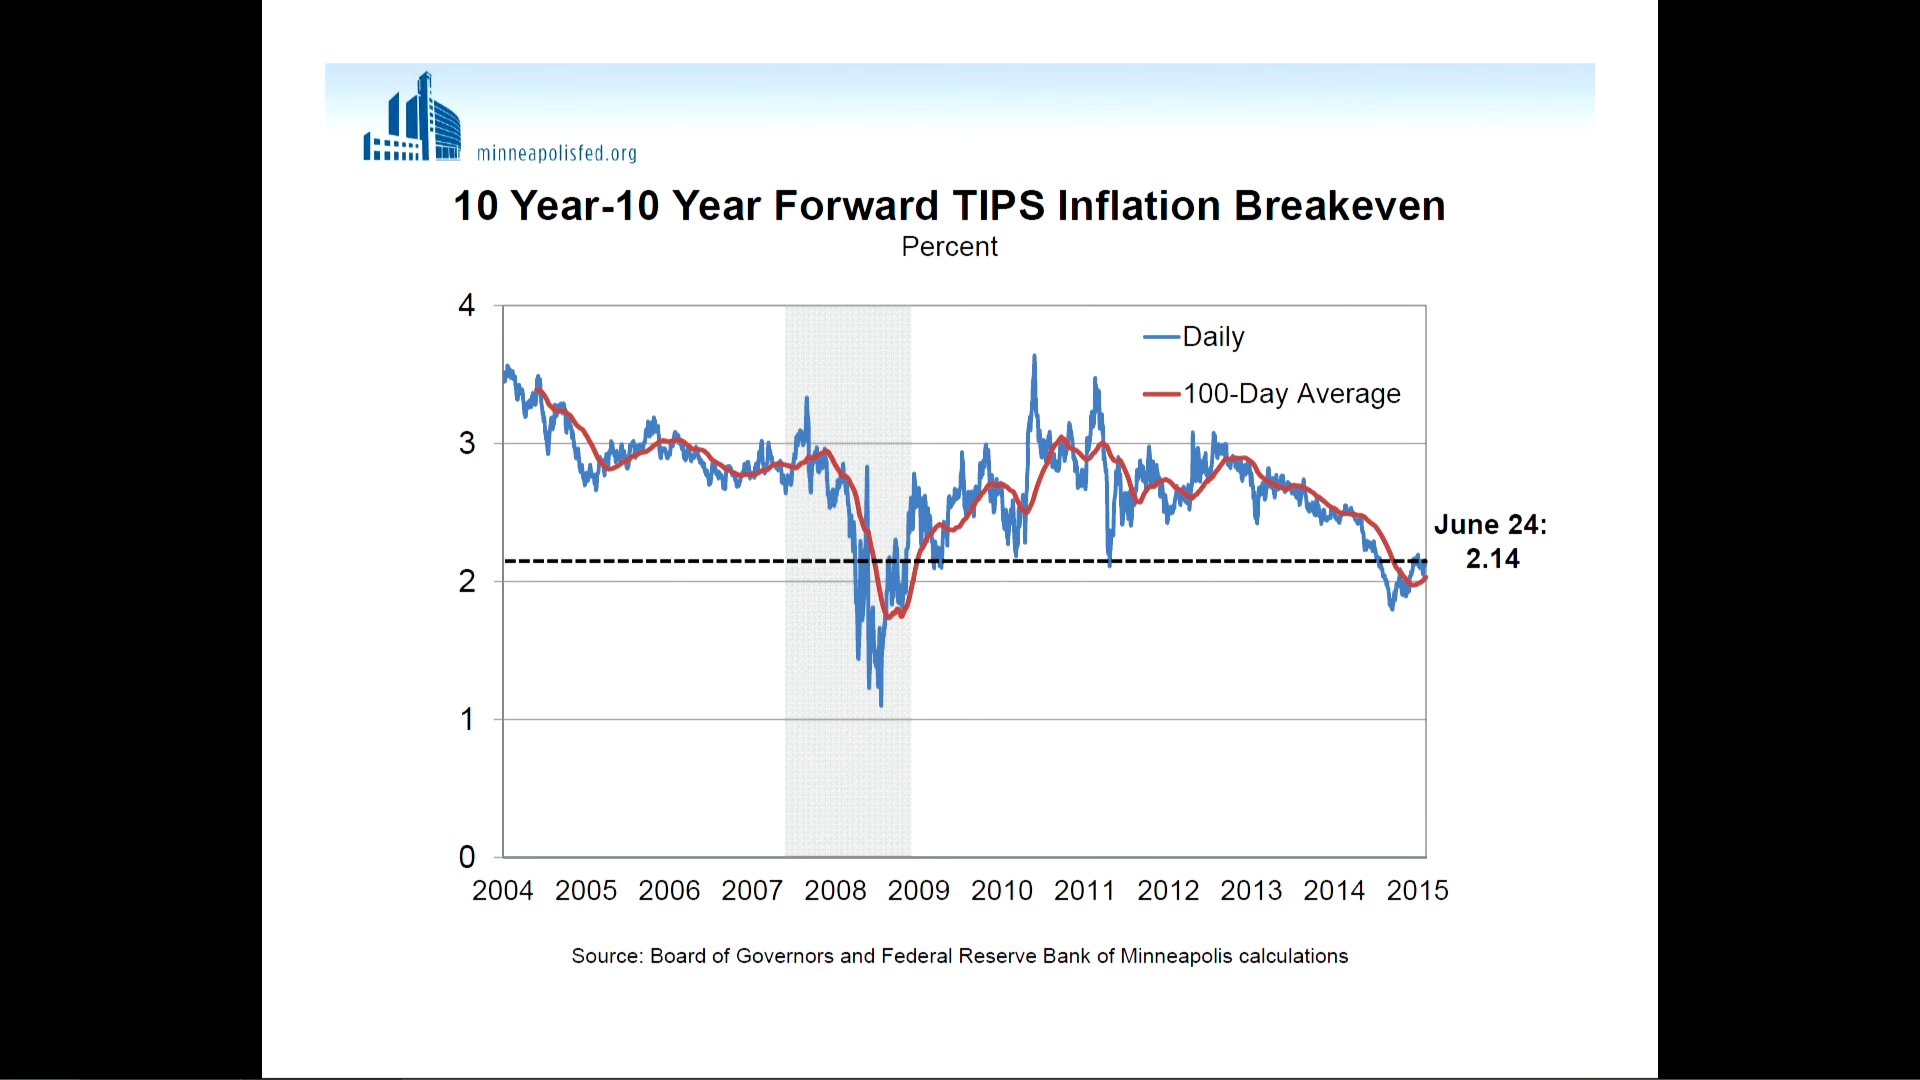 minneapolisfed.org
10 Year-10 Year Forward TIPS Inflation Breakeven
Percent
4
Daily
100-Day Average
3
June 24:
2.14
2
1
0
2004 2005 2006 2007 2008 2009 2010 2011 2012 2013 2014 2015
Source: Board of Governors and Federal Reserve Bank of Minneapolis calculations